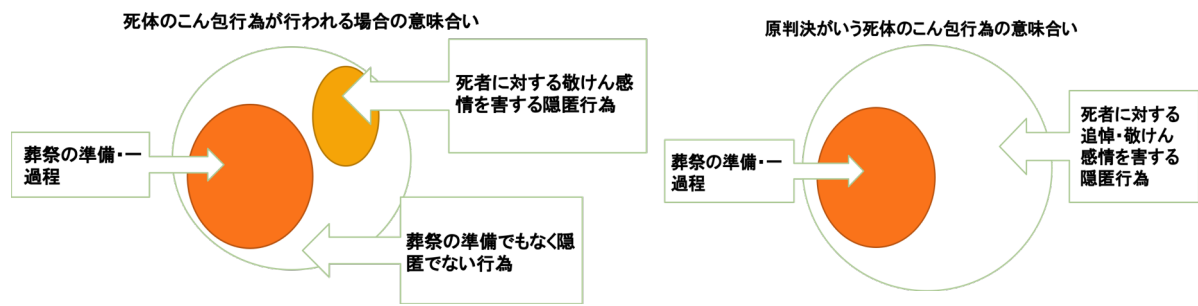 死体のこん包行為が行われる場合の意味合い
死者に対する敬けん感
情を害する隠匿行為
葬祭の準備・一
過程
葬祭の準備でもなく隠
匿でない行為
原判決がいう死体のこん包行為の意味合い
葬祭の準備・一
過程
死者に対する
追悼・敬けん
感情を害する
隠匿行為